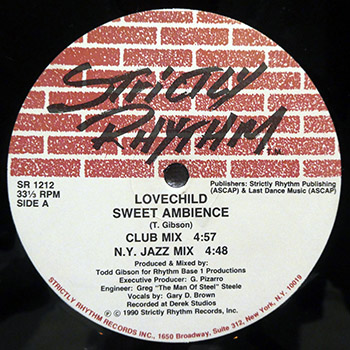 STRICTLY
RHYTHM T.M.
SR 1212
33⅓ RPM
SIDE A
Publishers: Strictly Rhythm Publishing
(ASCAP) & Last Dance Music (ASCAP)
LOVECHILD
SWEET AMBIENCE
(T. Gibson)
CLUB MIX 4:57
N.Y. JAZZ MIX 4:48
Produced & Mixed by:
Todd Gibson for Rhythm Base 1 Productions
Executive Producer: G. Pizarro
Engineer: Greg "The Man Of Steel" Steele
Vocals by: Gary D. Brown
Recorded at Derek Studios
℗ © 1990 Strictly Rhythm Records, Inc.
STRICTLY RHYTHM RECORDS INC., 1650 Broadway, Suite 312, New York, N.Y. 10019